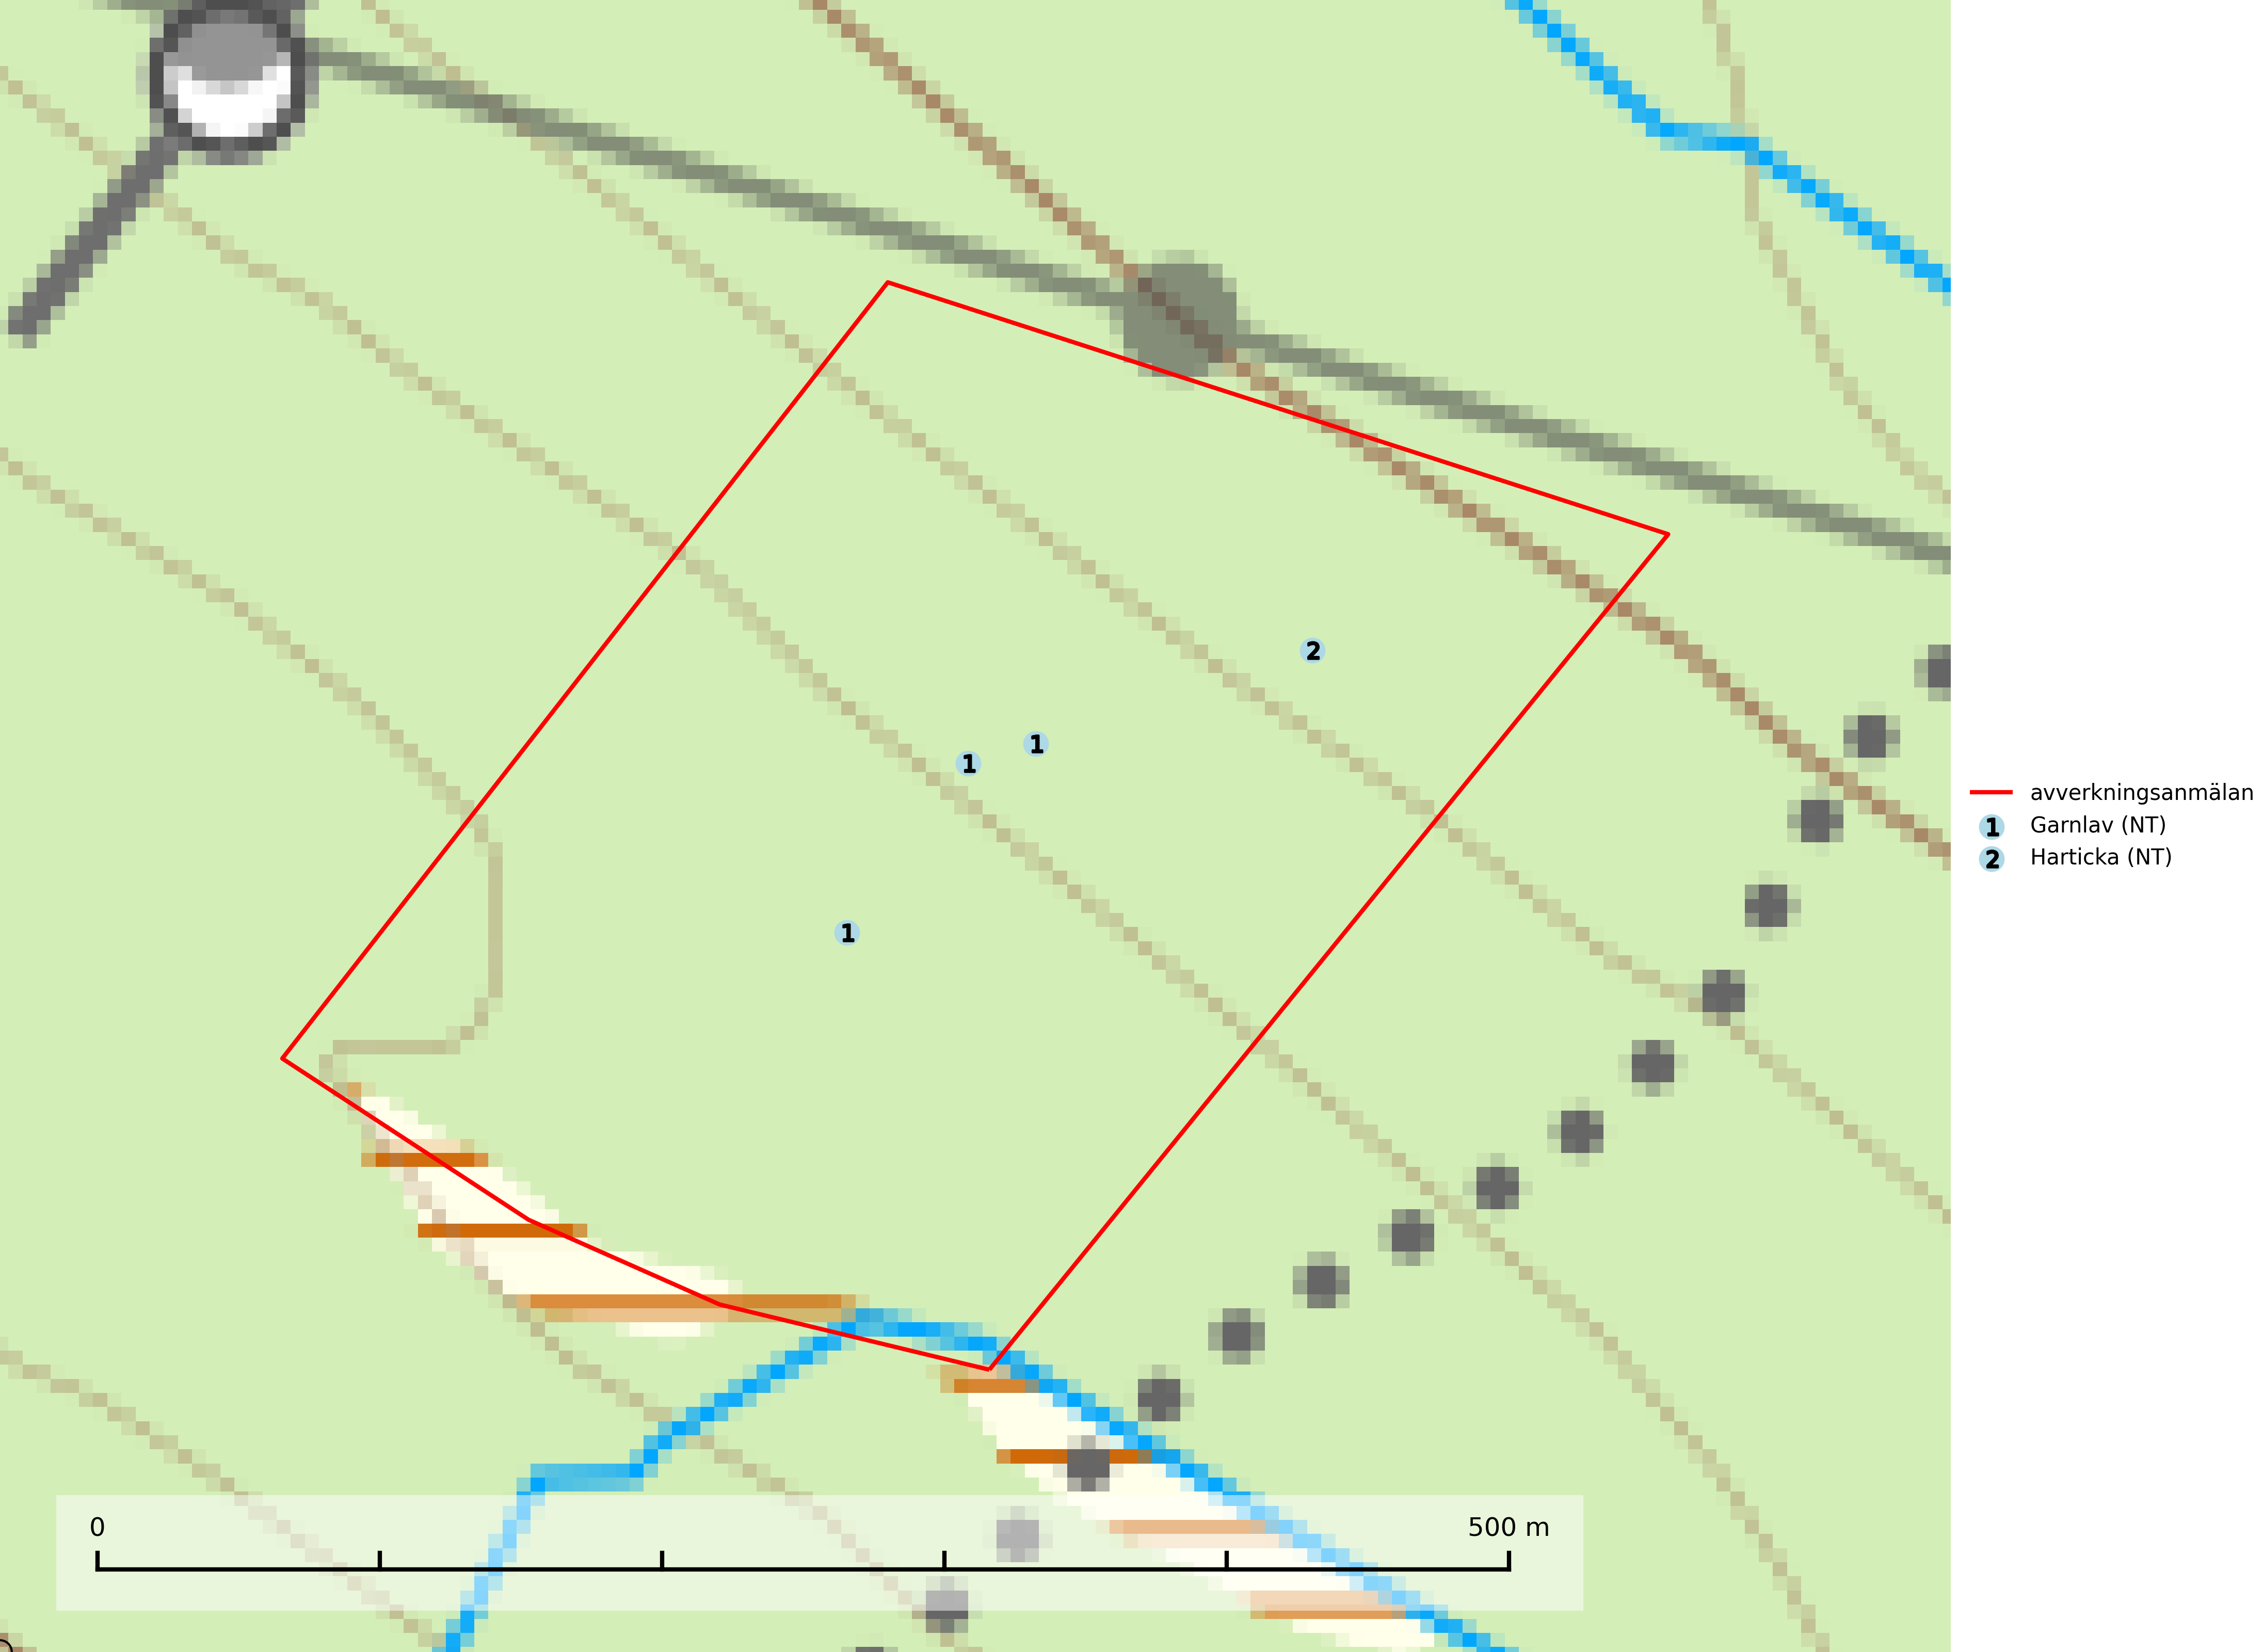 2
1
1
1
avverkningsanmälan
1 Garnlav (NT)
2 Harticka (NT)
0 500 m